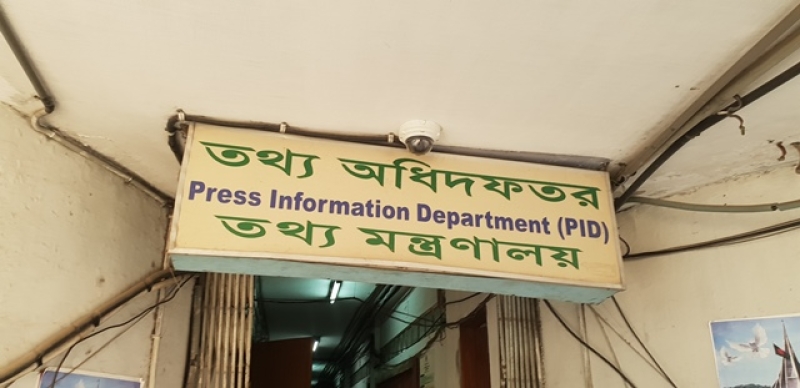 তথ্য অধিদফতর
Press Information Department (PID)
তথ্য মন্ত্রণালয়